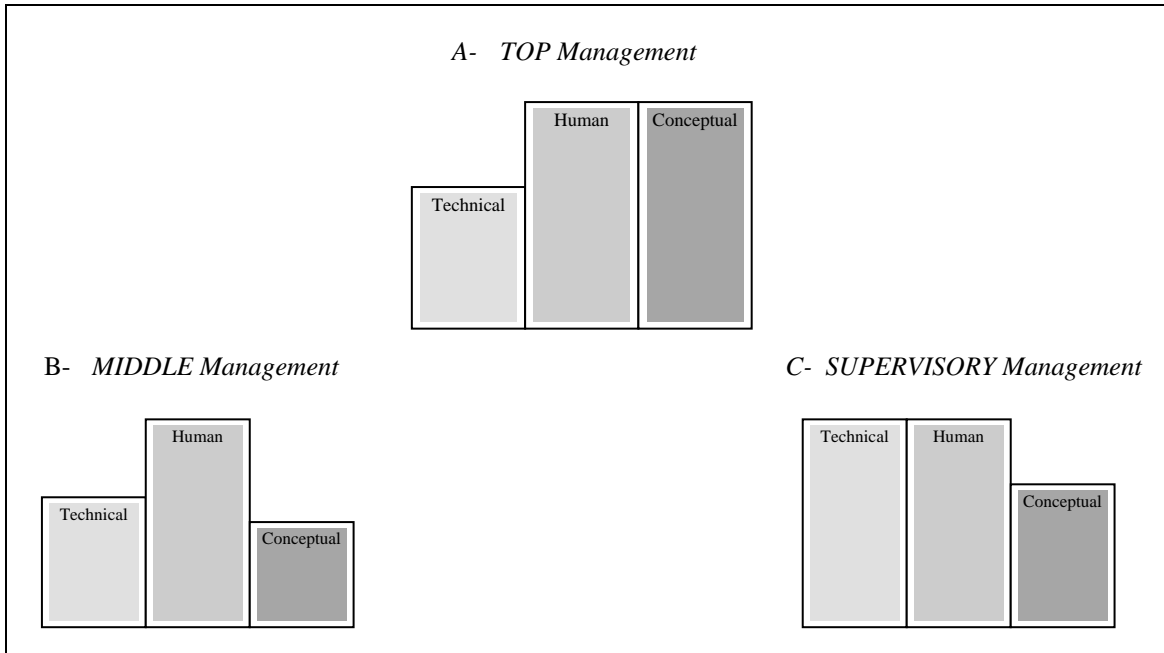 A- TOP Management
Human
Conceptual
Technical
B- MIDDLE Management
C- SUPERVISORY Management
Human
Technical
Conceptual
Technical
Human
Conceptual